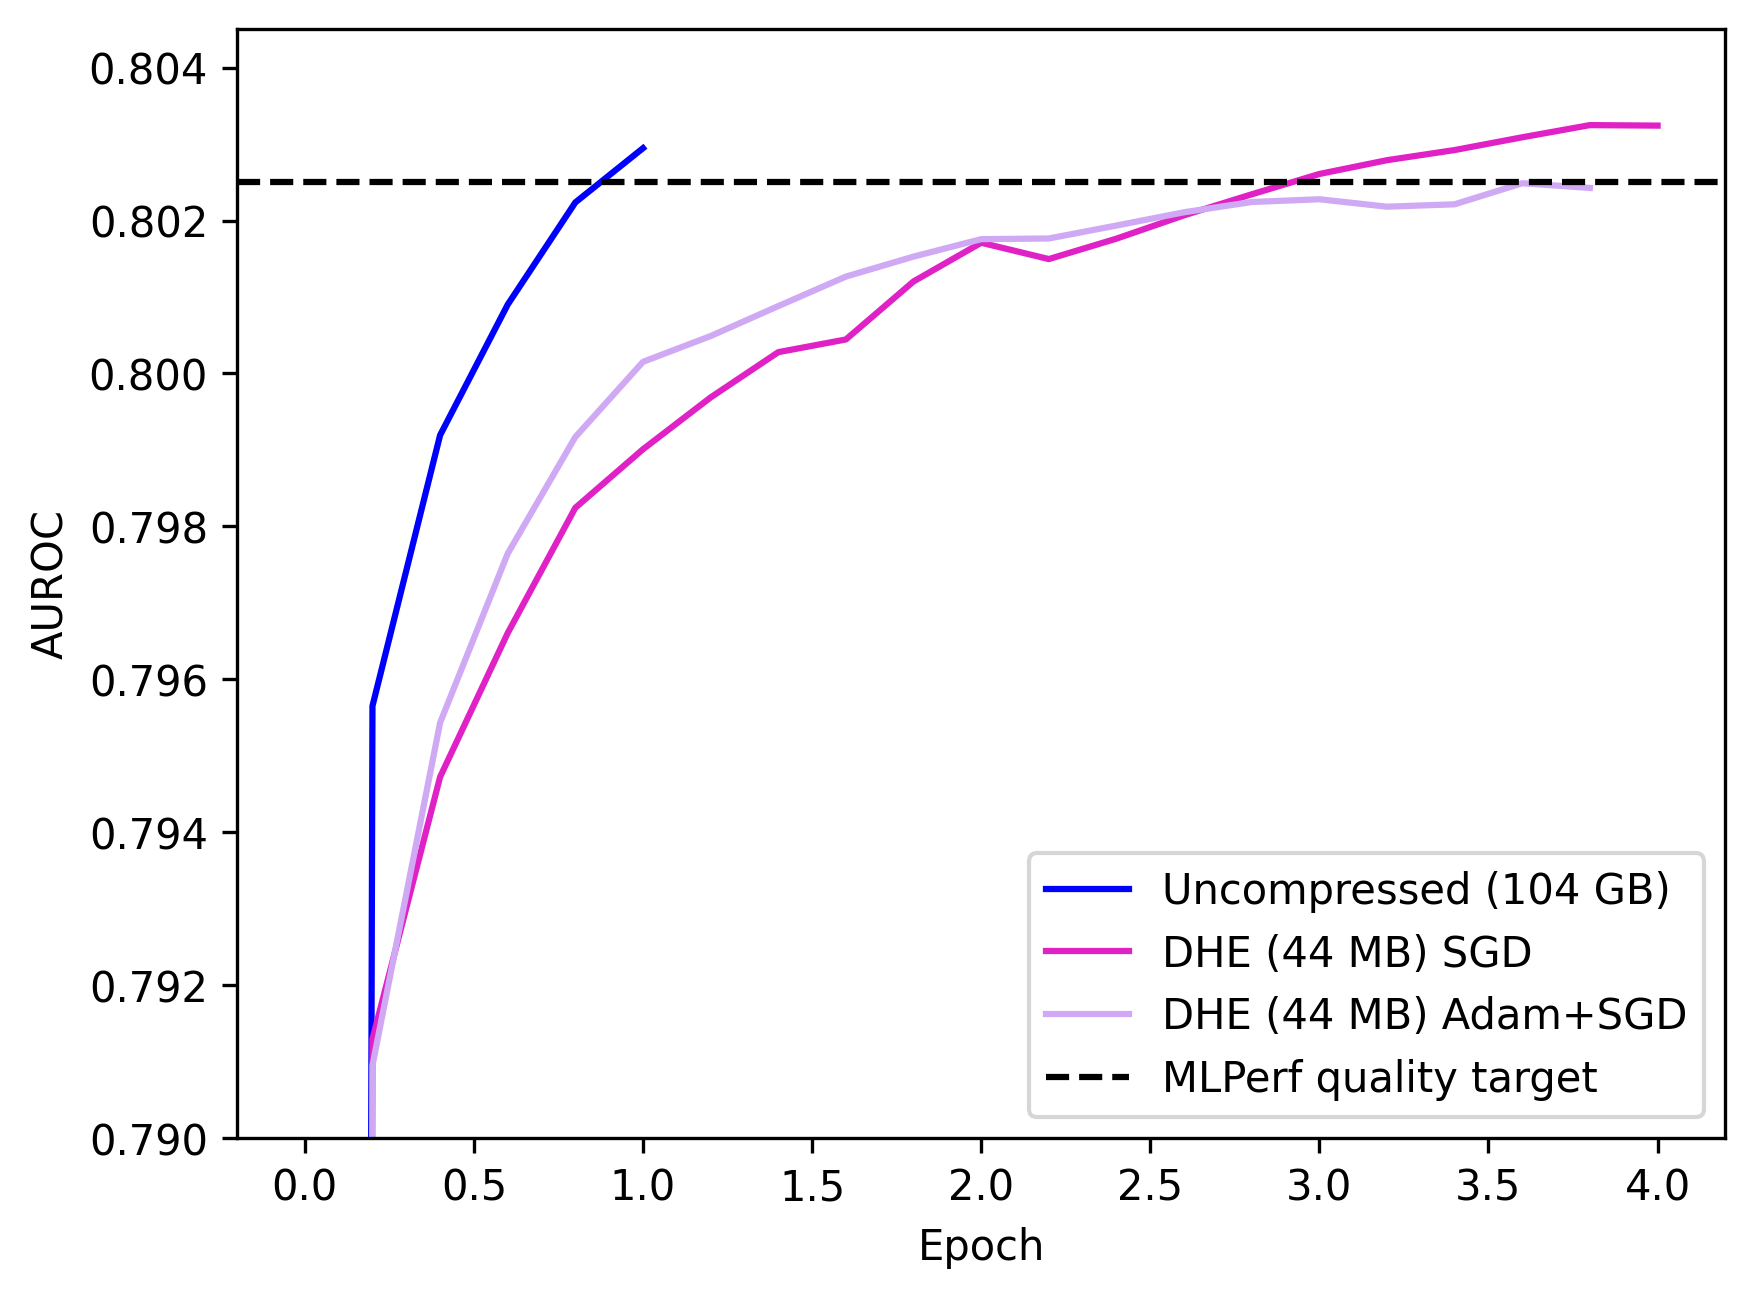 0.804
0.802
0.800
0.798
0.796
0.794
0.792
0.790
AUROC
Uncompressed (104 GB)
DHE (44 MB) SGD
DHE (44 MB) Adam+SGD
MLPerf quality target
0.0 0.5 1.0 1.5 2.0 2.5 3.0 3.5 4.0
Epoch